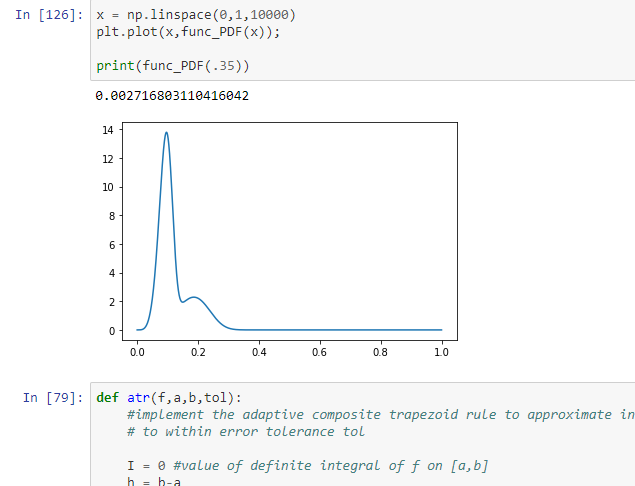 In [126]: x = np.linspace(0,1,10000)
plt.plot(x,func_PDF(x));
print(func_PDF(.35))
0.002716803110416042
14
12
10
8
6
4
2
0
0.0 0.2 0.4 0.6 0.8 1.0
In [79]: def atr(f,a,b,tol):
#implement the adaptive composite trapezoid rule to approximate in
# to within error tolerance tol
I = 0 #value of definite integral of f on [a,b]
h = b-a